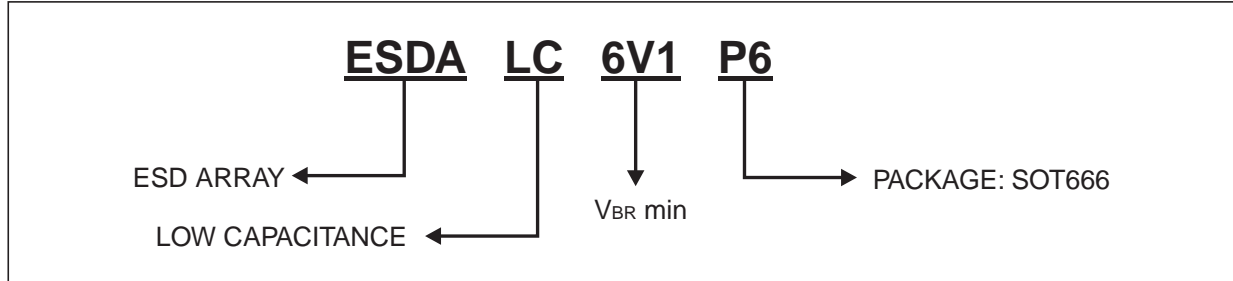 ESDA LC 6V1 P6
ESD ARRAY
PACKAGE: SOT666
VBR min
LOW CAPACITANCE